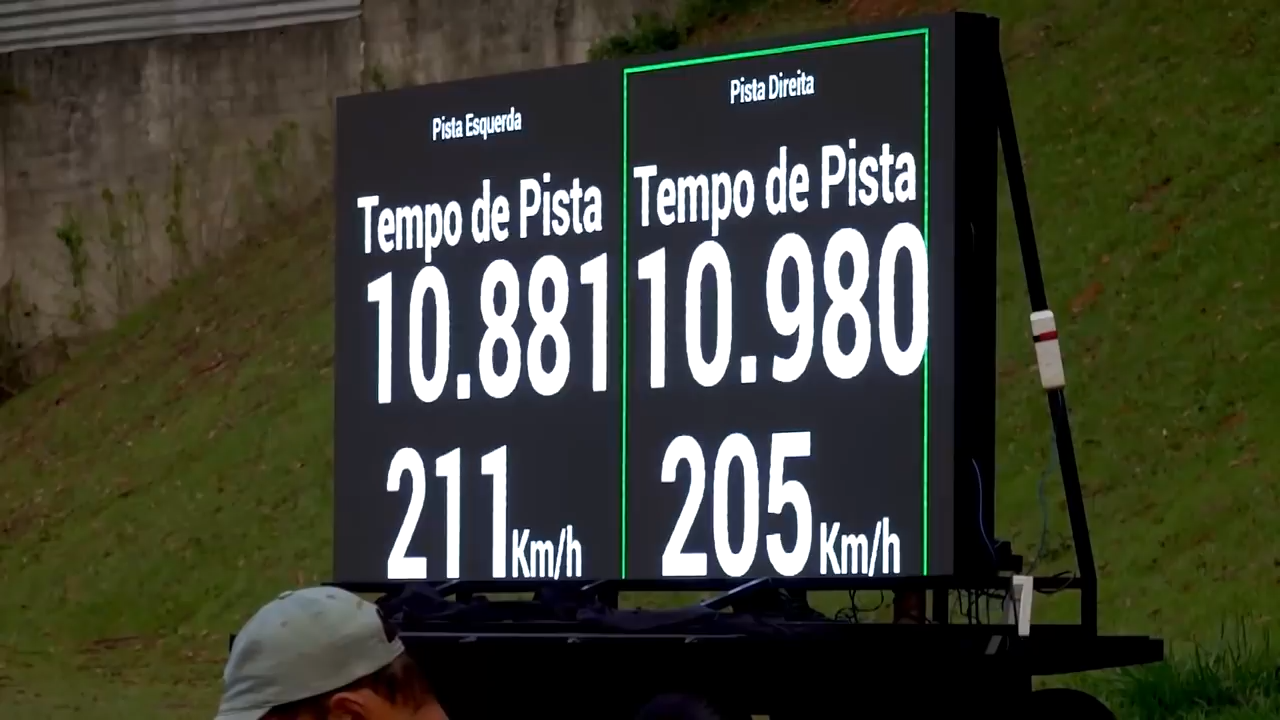 Pista Esquerda
Tempo de Pista
10.881
211 Km/h
Pista Direita
Tempo de Pista
10.980
205 Km/h